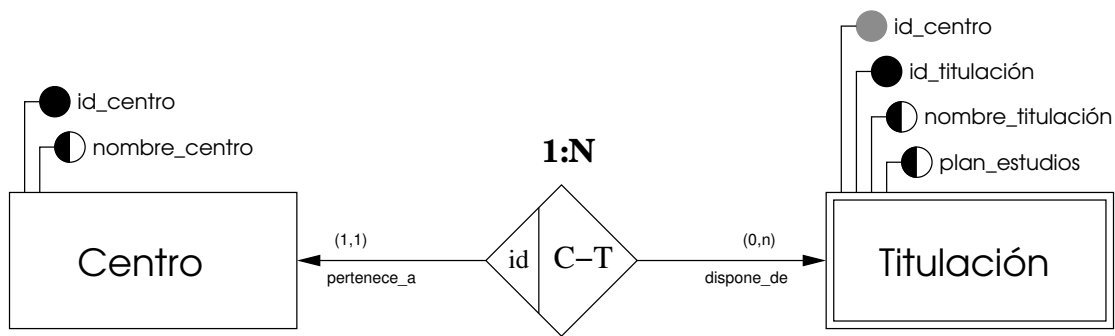 id_centro
id_centro
id_titulación
nombre_centro
nombre_titulación
1:N
plan_estudios
(1,1)
(0,n)
Centro
id
C–T
Titulación
pertenece_a
dispone_de